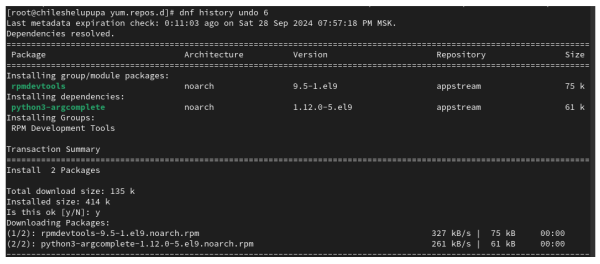 [root@chileshelupupa yum.repos.d]# dnf history undo 6
Last metadata expiration check: 0:11:03 ago on Sat 28 Sep 2024 07:57:18 PM MSK.
Dependencies resolved.
================================================================================
Package Architecture Version Repository Size
================================================================================
Installing group/module packages:
rpmdevtools noarch 9.5-1.el9 appstream 75 k
Installing dependencies:
python3-argcomplete noarch 1.12.0-5.el9 appstream 61 k
Installing Groups:
RPM Development Tools
Transaction Summary
================================================================================
Install 2 Packages
Total download size: 135 k
Installed size: 414 k
Is this ok [y/N]: y
Downloading Packages:
(1/2): rpmdevtools-9.5-1.el9.noarch.rpm 327 kB/s | 75 kB 00:00
(2/2): python3-argcomplete-1.12.0-5.el9.noarch.rpm 261 kB/s | 61 kB 00:00
--------------------------------------------------------------------------------